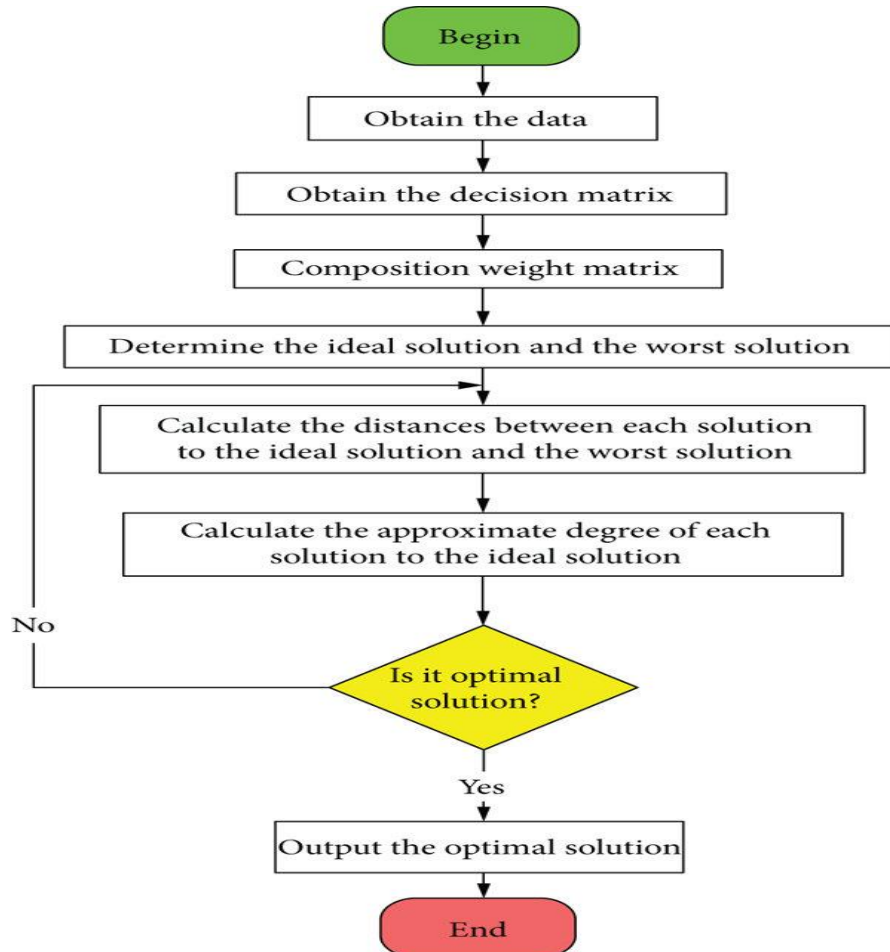 Begin
Obtain the data
Obtain the decision matrix
Composition weight matrix
Determine the ideal solution and the worst solution
Calculate the distances between each solution
to the ideal solution and the worst solution
Calculate the approximate degree of each
solution to the ideal solution
No
Is it optimal
solution?
Yes
Output the optimal solution
End